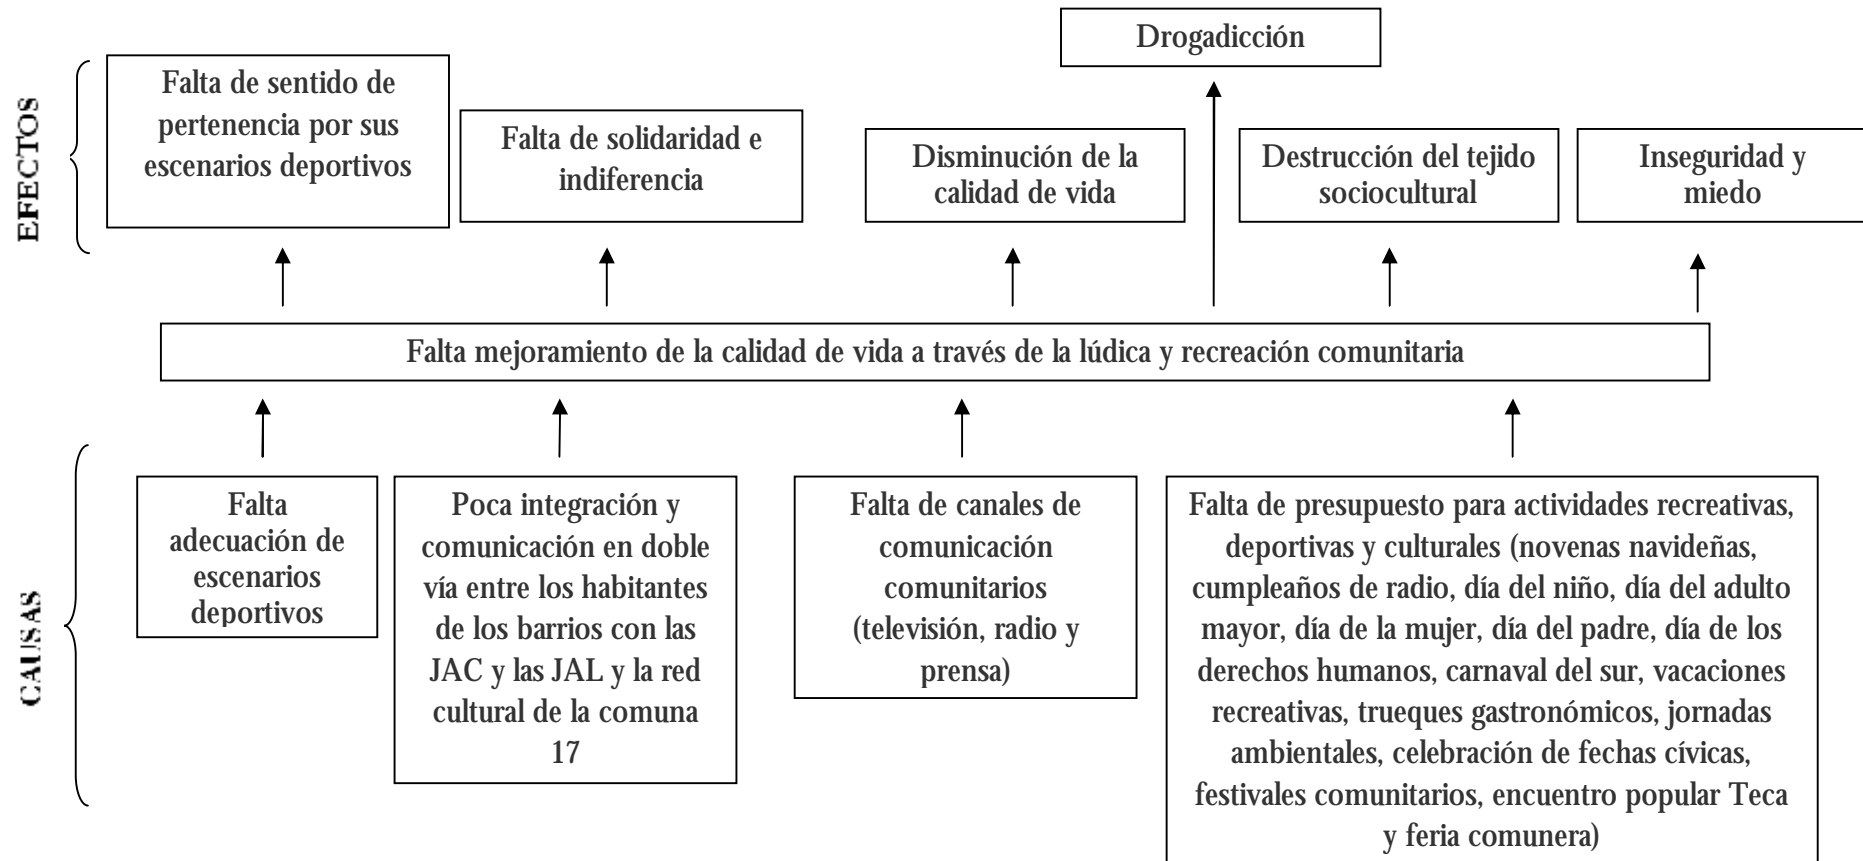 Drogadicción
EFECTOS
Falta de sentido de
pertenencia por sus
escenarios deportivos
Falta de solidaridad e
indiferencia
Disminución de la
calidad de vida
Destrucción del tejido
sociocultural
Inseguridad y
miedo
Falta mejoramiento de la calidad de vida a través de la lúdica y recreación comunitaria
CAUSAS
Falta
adecuación de
escenarios
deportivos
Poca integración y
comunicación en doble
vía entre los habitantes
de los barrios con las
JAC y las JAL y la red
cultural de la comuna
17
Falta de canales de
comunicación
comunitarios
(televisión, radio y
prensa)
Falta de presupuesto para actividades recreativas,
deportivas y culturales (novenas navideñas,
cumpleaños de radio, día del niño, día del adulto
mayor, día de la mujer, día del padre, día de los
derechos humanos, carnaval del sur, vacaciones
recreativas, trueques gastronómicos, jornadas
ambientales, celebración de fechas cívicas,
festivales comunitarios, encuentro popular Teca
y feria comunera)